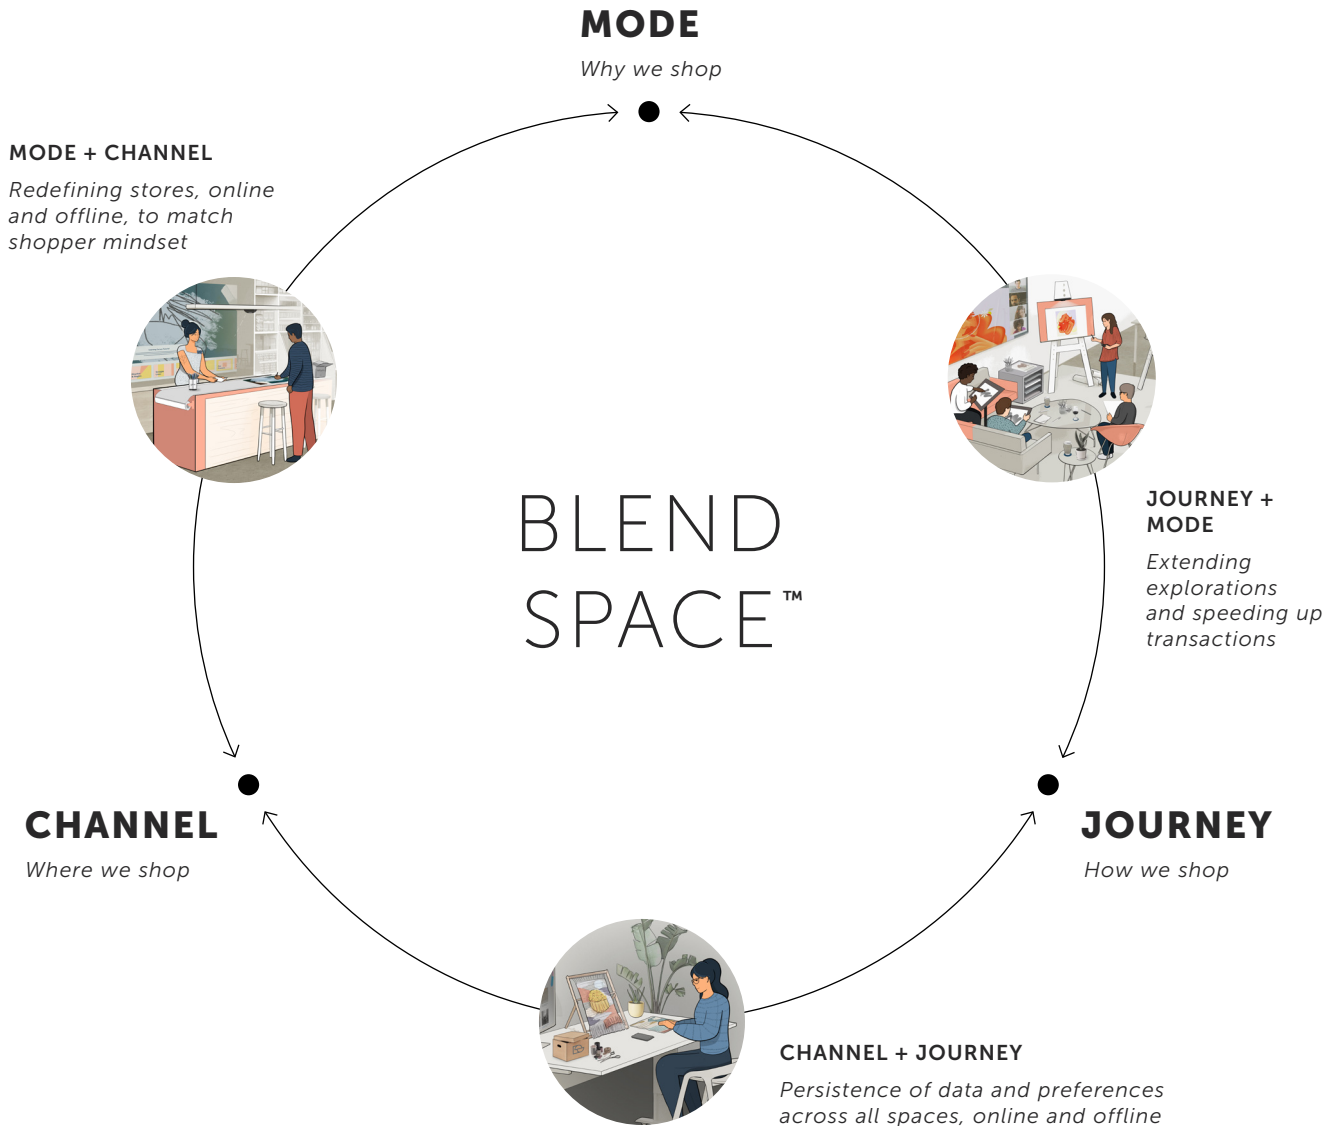 MODE
Why we shop
MODE + CHANNEL
Redefining stores, online
and offline, to match
shopper mindset
BLEND
SPACE™
JOURNEY +
MODE
Extending
explorations
and speeding up
transactions
CHANNEL
Where we shop
JOURNEY
How we shop
CHANNEL + JOURNEY
Persistence of data and preferences
across all spaces, online and offline